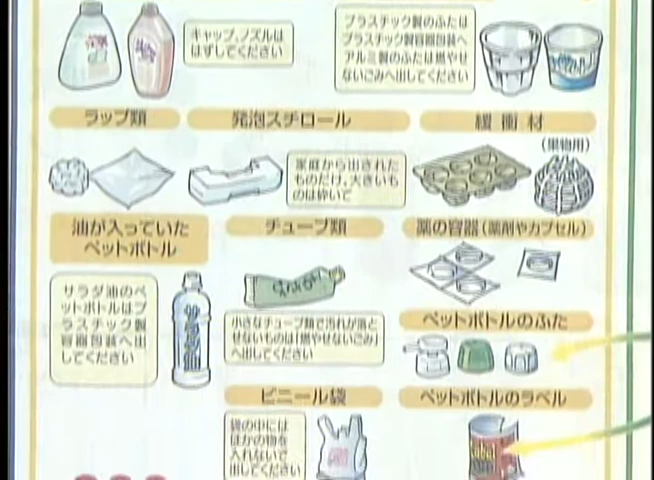 キャップ、ノズルは
はずしてください
プラスチック製のふたは
プラスチック製容器包装へ
アルミ製のふたは燃やせ
ないごみへ出してください
ラップ類
発泡スチロール
緩衝材
(果物用)
家庭から出された
ものだけ、大きいも
のは砕いて
油が入っていた
ペットボトル
チューブ類
薬の容器(薬剤やカプセル)
サラダ油のペ
ットボトルはプ
ラスチック製
容器包装へ出
してください
サラダ油
小さなチューブ類で汚れが落と
せないものは「燃やせないごみ」
へ出してください
ペットボトルのふた
ビニール袋
ペットボトルのラベル
袋の中には
ほかの物を
入れないで
出してください
Label